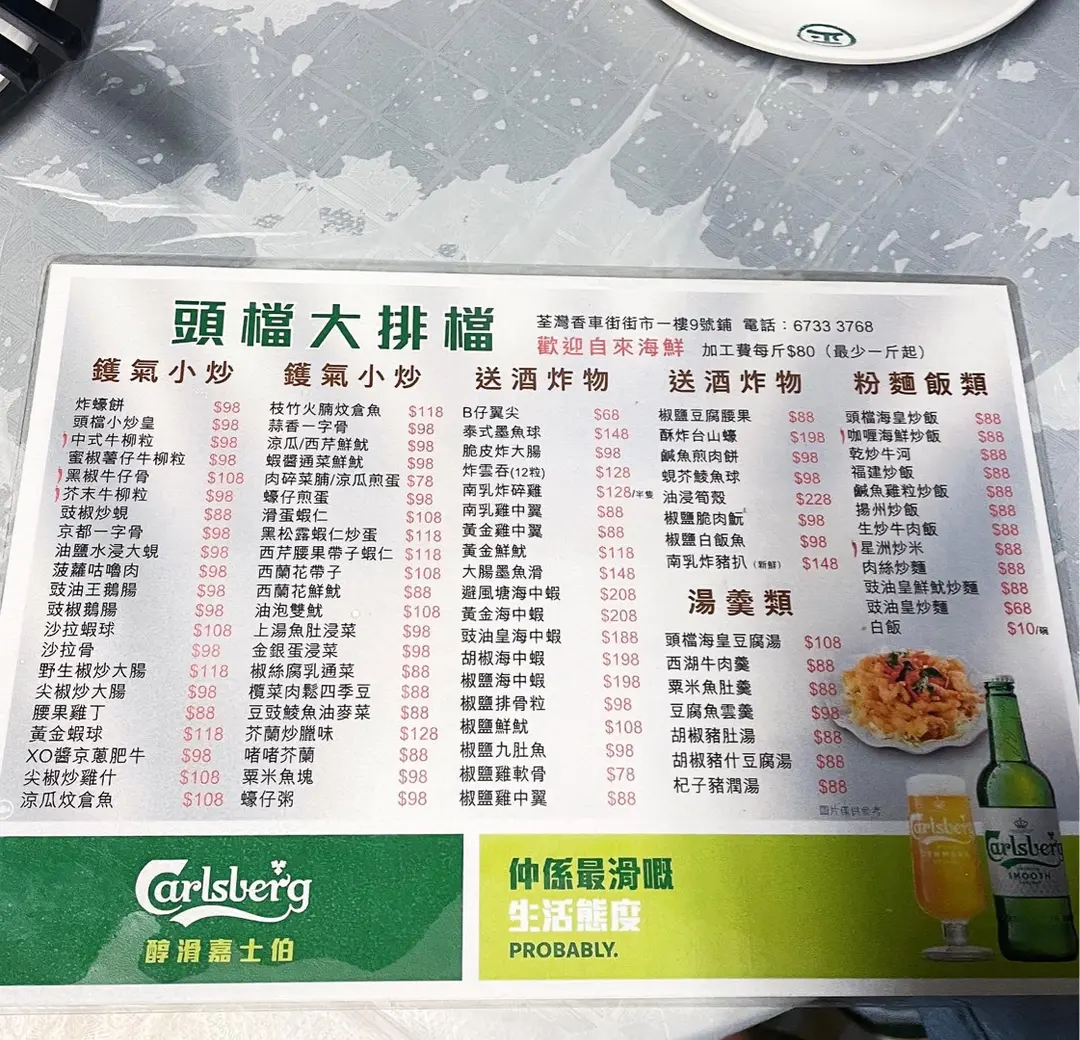 頭檔大排檔
荃灣香車街街市一樓9號鋪 電話：6733 3768
歡迎自來海鮮 加工費每斤$80（最少一斤起）
鑊氣小炒
炸蠔餅 $98
頭檔小炒皇 $98
中式牛柳粒 $98
蜜椒薯仔牛柳粒 $98
黑椒牛仔骨 $108
芥末牛柳粒 $98
豉椒炒蜆 $88
京都一字骨 $98
油鹽水浸大蜆 $98
菠蘿咕嚕肉 $98
豉油王鵝腸 $98
豉椒鵝腸 $98
沙拉蝦球 $108
沙拉骨 $98
野生椒炒大腸 $118
尖椒炒大腸 $98
腰果雞丁 $88
黃金蝦球 $118
XO醬京蔥肥牛 $98
尖椒炒雞什 $108
涼瓜炆倉魚 $108
鑊氣小炒
枝竹火腩炆倉魚 $118
蒜香一字骨 $98
涼瓜/西芹鮮魷 $98
蝦醬通菜鮮魷 $98
肉碎菜脯/涼瓜煎蛋 $78
蠔仔煎蛋 $98
滑蛋蝦仁 $108
黑松露蝦仁炒蛋 $118
西芹腰果帶子蝦仁 $118
西蘭花帶子 $108
西蘭花鮮魷 $88
油泡雙魷 $108
上湯魚肚浸菜 $98
金銀蛋浸菜 $98
椒絲腐乳通菜 $88
欖菜肉鬆四季豆 $88
豆豉鯪魚油麥菜 $88
芥蘭炒臘味 $128
啫啫芥蘭 $88
粟米魚塊 $98
蠔仔粥 $98
送酒炸物
B仔翼尖 $68
泰式墨魚球 $148
脆皮炸大腸 $98
炸雲吞(12粒) $128
南乳炸碎雞 $128/半隻
南乳雞中翼 $88
黃金雞中翼 $88
黃金鮮魷 $118
大腸墨魚滑 $148
避風塘海中蝦 $208
黃金海中蝦 $208
豉油皇海中蝦 $188
胡椒海中蝦 $198
椒鹽海中蝦 $198
椒鹽排骨粒 $98
椒鹽鮮魷 $108
椒鹽九肚魚 $98
椒鹽雞軟骨 $78
椒鹽雞中翼 $88
送酒炸物
椒鹽豆腐腰果 $88
酥炸台山蠔 $198
鹹魚煎肉餅 $98
蜆芥鯪魚球 $98
油浸筍殼 $228
椒鹽脆肉魭 $98
椒鹽白飯魚 $98
南乳炸豬扒（新鮮） $148
湯羹類
頭檔海皇豆腐湯 $108
西湖牛肉羹 $88
粟米魚肚羹 $88
豆腐魚雲羹 $98
胡椒豬肚湯 $88
胡椒豬什豆腐湯 $88
杞子豬潤湯 $88
粉麵飯類
頭檔海皇炒飯 $88
咖喱海鮮炒飯 $88
乾炒牛河 $88
福建炒飯 $88
鹹魚雞粒炒飯 $88
揚州炒飯 $88
生炒牛肉飯 $88
星洲炒米 $88
肉絲炒麵 $88
豉油皇鮮魷炒麵 $88
豉油皇炒麵 $68
白飯 $10/碗
圖片僅供參考
Carlsberg
醇滑嘉士伯
仲係最滑嘅
生活態度
PROBABLY.
Carlsberg
Carlsberg
SMOOTH